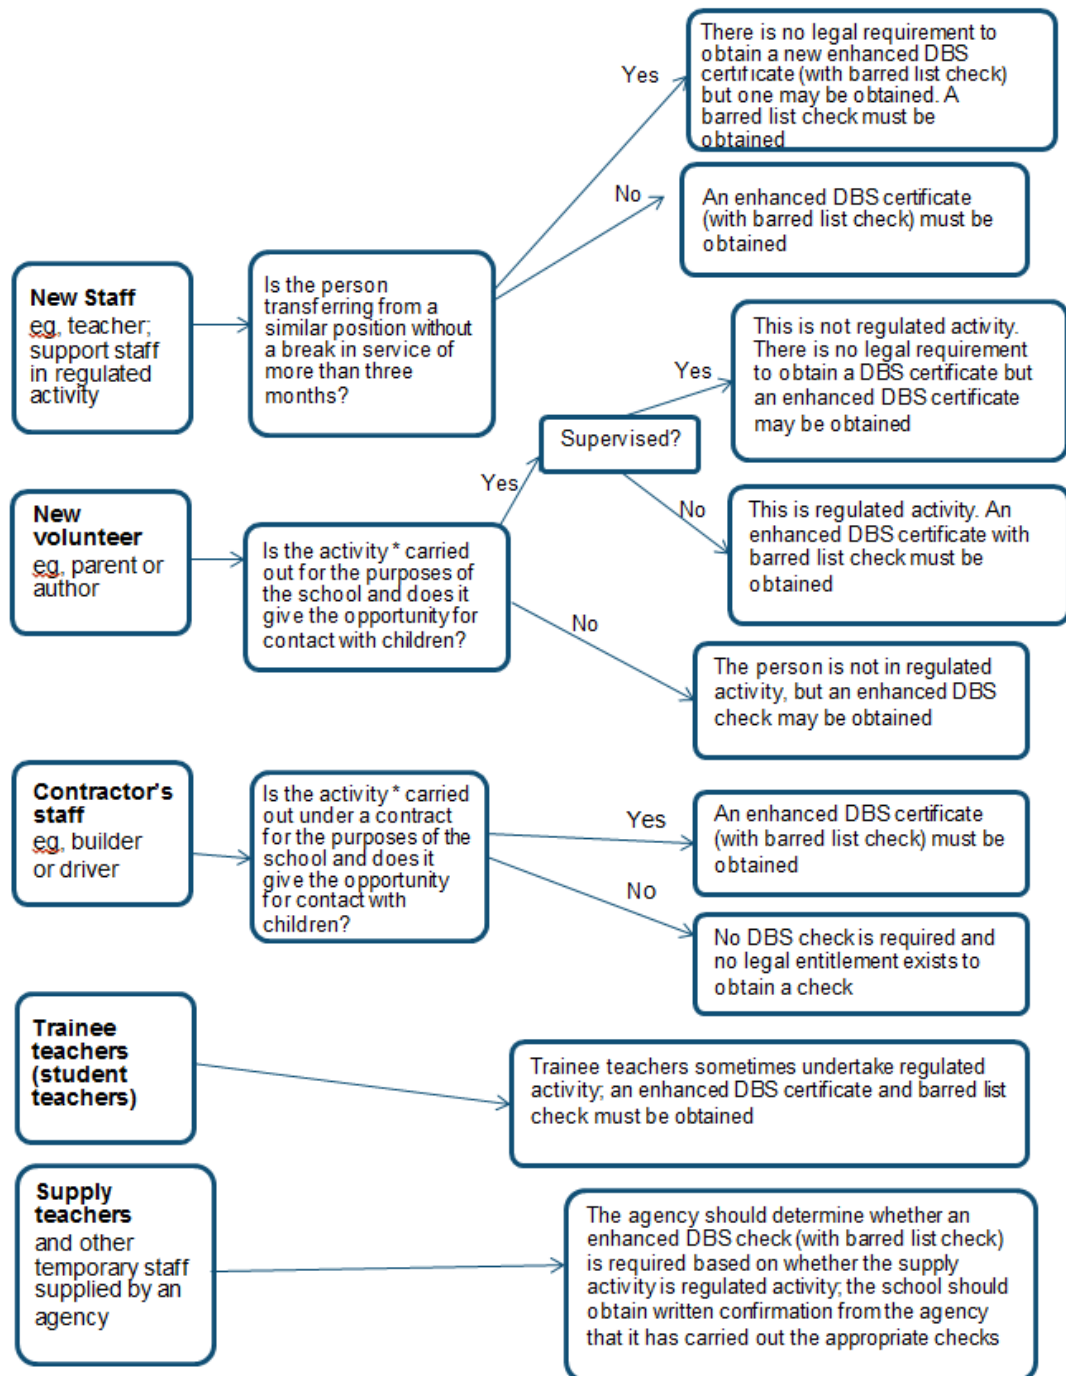 There is no legal requirement to
obtain a new enhanced DBS
certificate (with barred list check)
but one may be obtained. A
barred list check must be
obtained
Yes
No
An enhanced DBS certificate
(with barred list check) must be
obtained
New Staff
eg, teacher;
support staff
in regulated
activity
Is the person
transferring from a
similar position without
a break in service of
more than three
months?
This is not regulated activity.
There is no legal requirement
to obtain a DBS certificate but
an enhanced DBS certificate
may be obtained
Yes
Supervised?
Yes
No
This is regulated activity. An
enhanced DBS certificate with
barred list check must be
obtained
New
volunteer
eg, parent or
author
Is the activity * carried
out for the purposes of
the school and does it
give the opportunity for
contact with children?
No
The person is not in regulated
activity, but an enhanced DBS
check may be obtained
Contractor's
staff
eg, builder
or driver
Is the activity * carried
out under a contract
for the purposes of the
school and does it
give the opportunity
for contact with
children?
Yes
An enhanced DBS certificate
(with barred list check) must be
obtained
No
No DBS check is required and
no legal entitlement exists to
obtain a check
Trainee
teachers
(student
teachers)
Trainee teachers sometimes undertake regulated
activity; an enhanced DBS certificate and barred list
check must be obtained
Supply
teachers
and other
temporary staff
supplied by an
agency
The agency should determine whether an
enhanced DBS check (with barred list check)
is required based on whether the supply
activity is regulated activity; the school should
obtain written confirmation from the agency
that it has carried out the appropriate checks